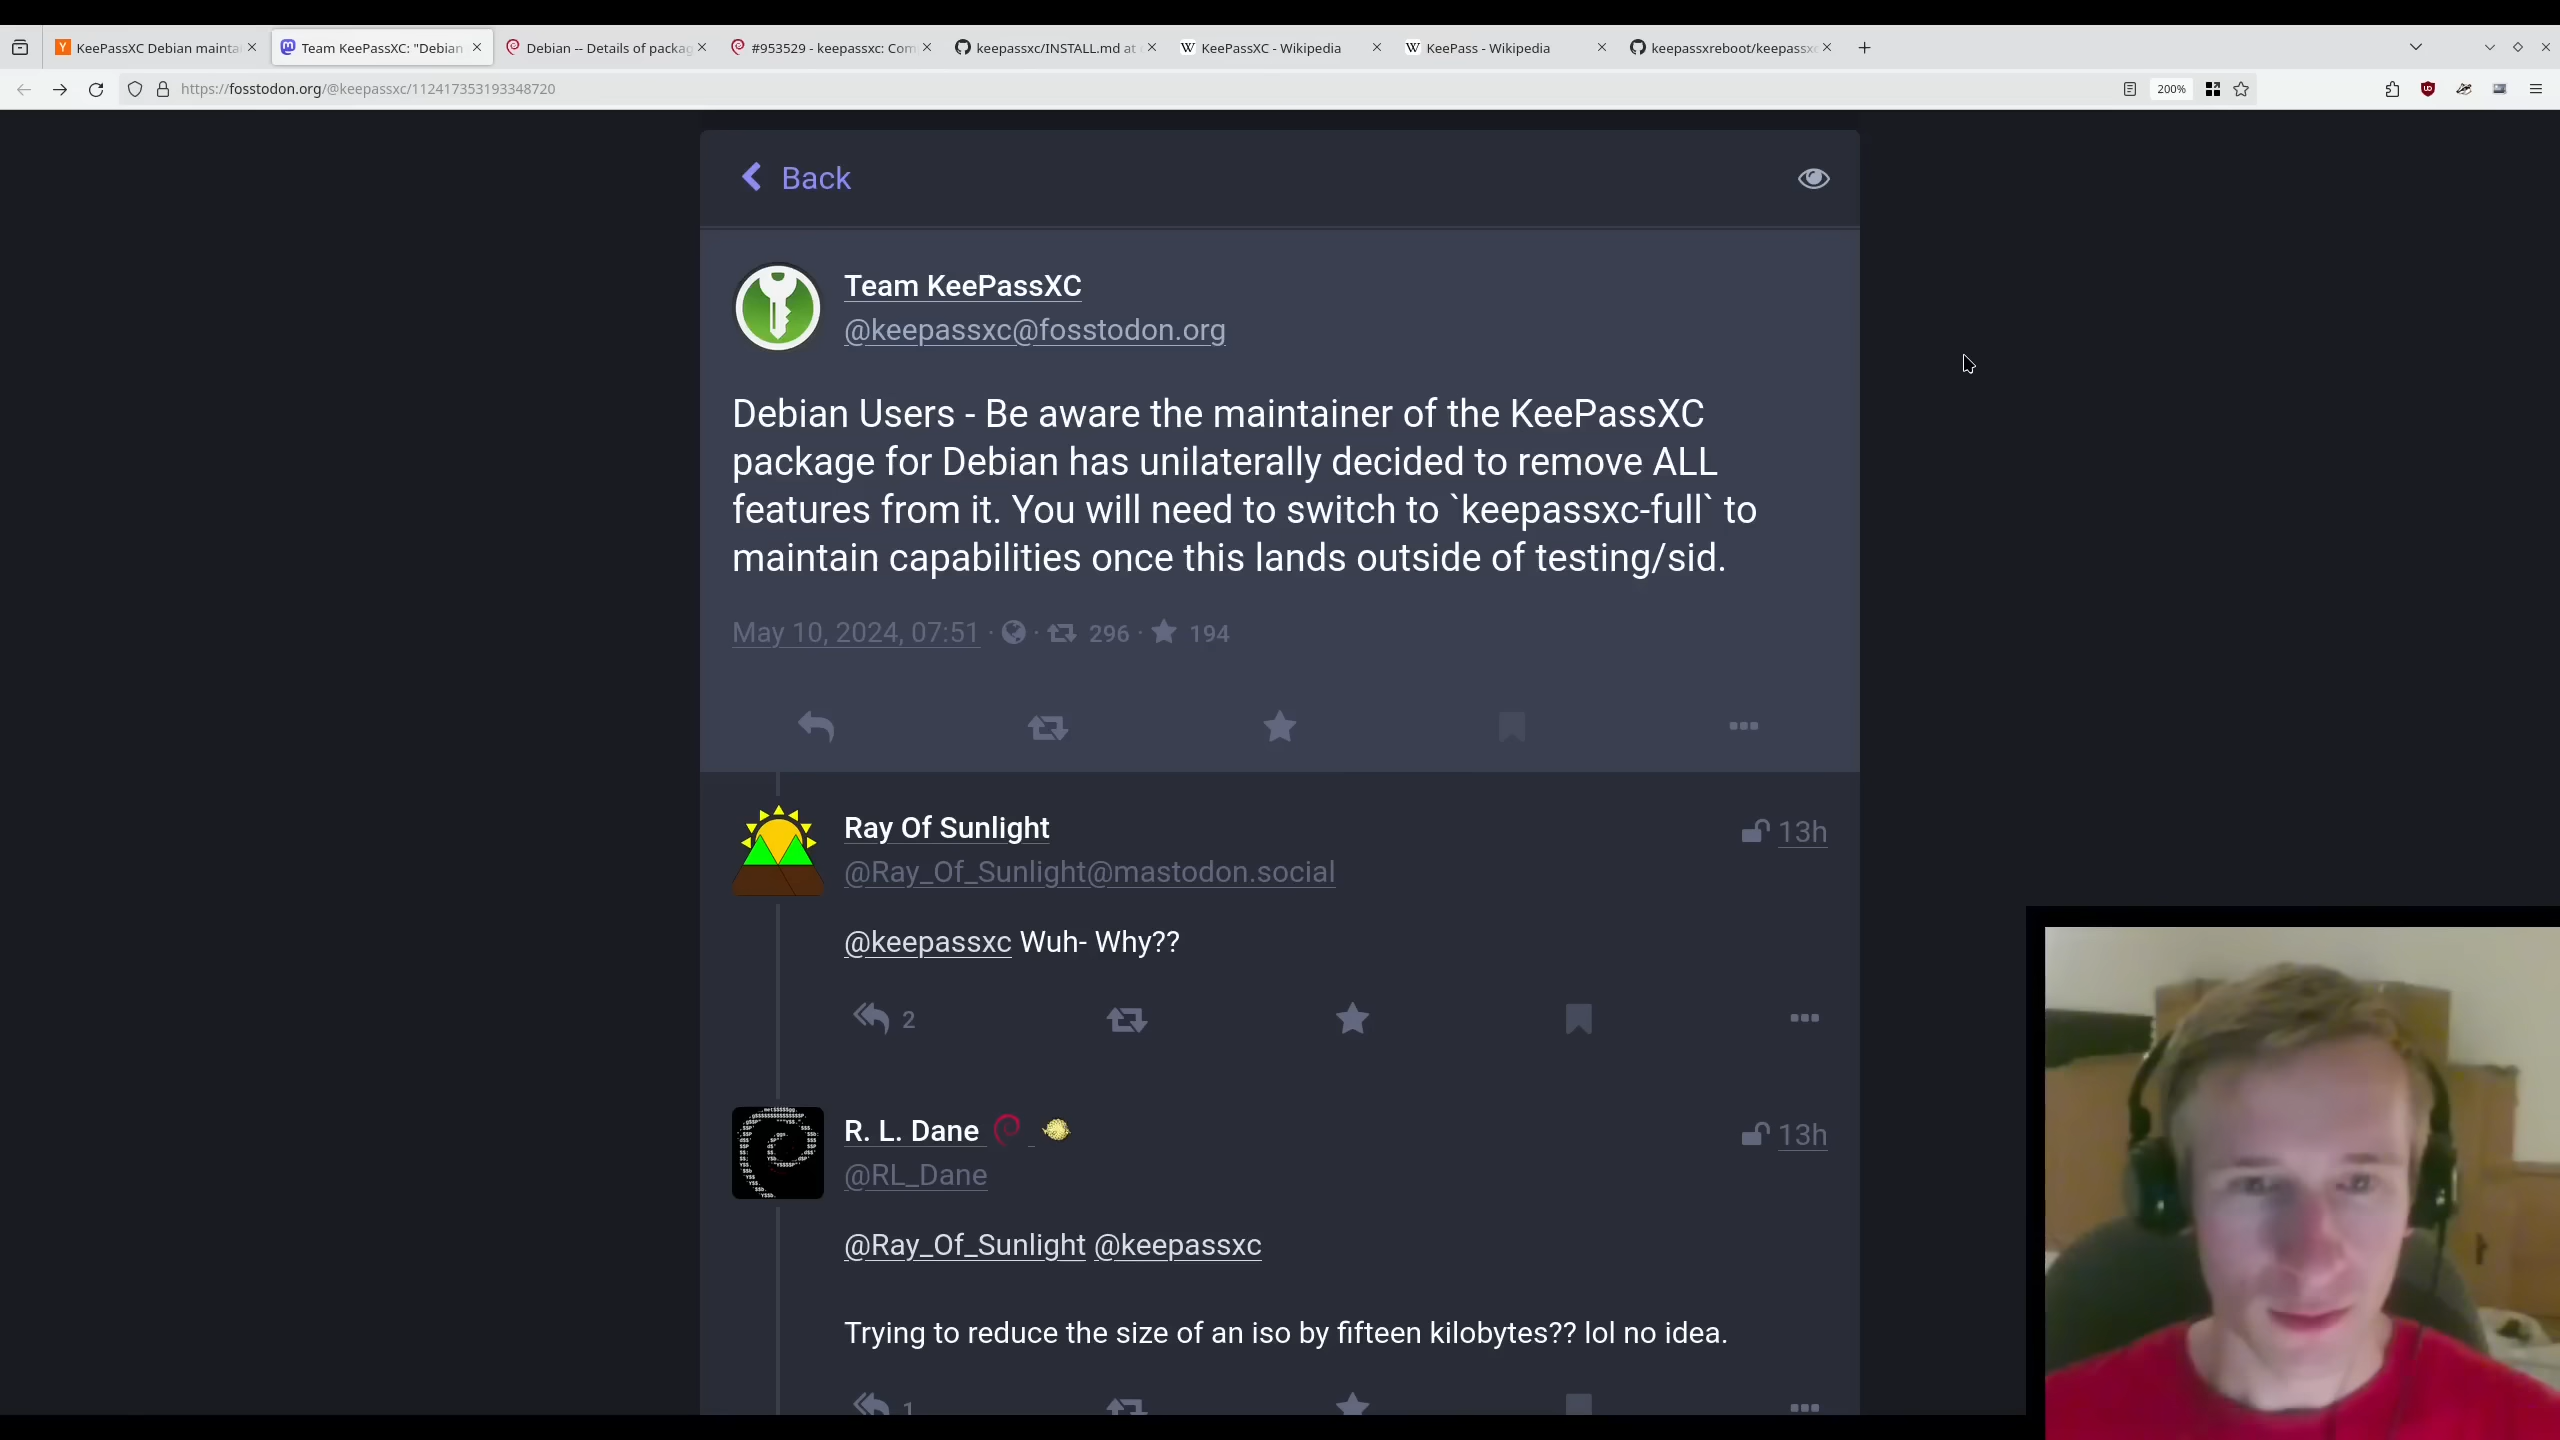 KeePassXC Debian mainta
Team KeePassXC: "Debian
Debian -- Details of packag
#953529 - keepassxc: Com
keepassxc/INSTALL.md at
KeePassXC - Wikipedia
KeePass - Wikipedia
keepassxreboot/keepassx
https://fosstodon.org/@keepassxc/112417353193348720
200%
Back
Team KeePassXC
@keepassxc@fosstodon.org
Debian Users - Be aware the maintainer of the KeePassXC
package for Debian has unilaterally decided to remove ALL
features from it. You will need to switch to `keepassxc-full` to
maintain capabilities once this lands outside of testing/sid.
May 10, 2024, 07:51 · · 296 · 194
Ray Of Sunlight
13h
@Ray_Of_Sunlight@mastodon.social
@keepassxc Wuh- Why??
2
R. L. Dane
13h
@RL_Dane
@Ray_Of_Sunlight @keepassxc
Trying to reduce the size of an iso by fifteen kilobytes?? lol no idea.
1